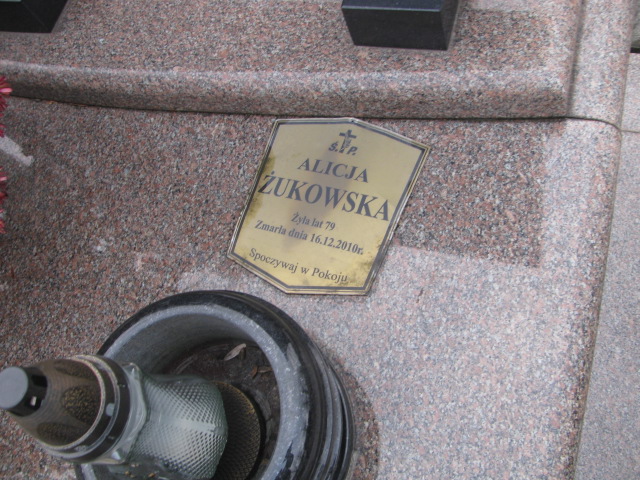 Ś. P.
ALICJA
ŻUKOWSKA
Żyła lat 79
Zmarła dnia 16.12.2010r.
Spoczywaj w Pokoju